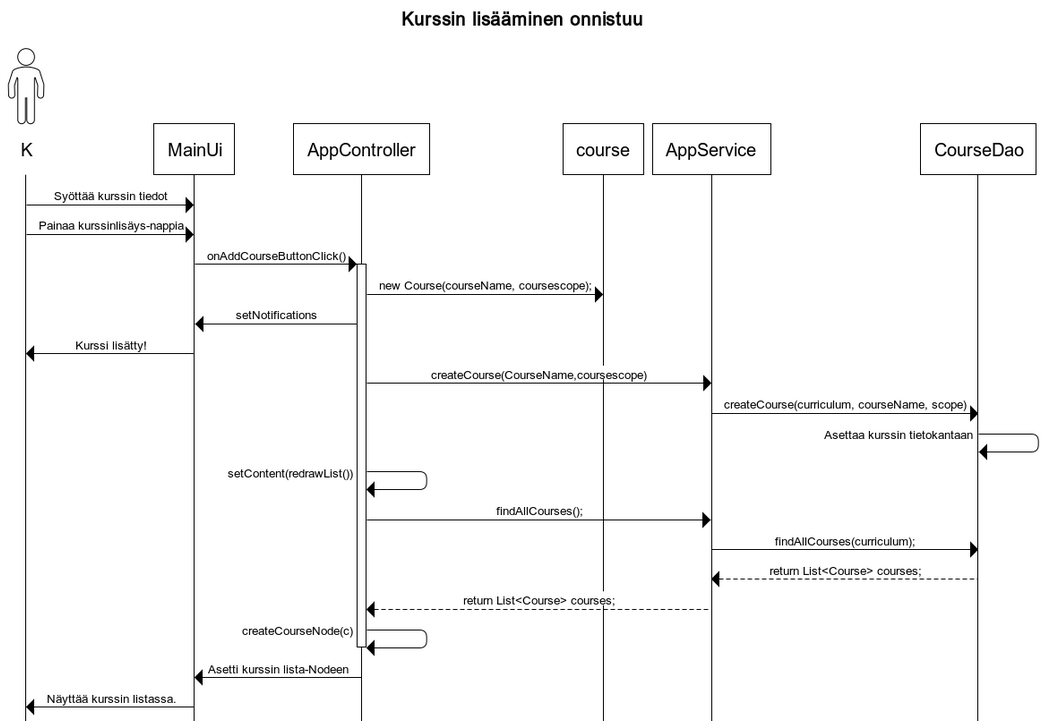 Kurssin lisääminen onnistuu
K
MainUi
AppController
course
AppService
CourseDao
Syöttää kurssin tiedot
Painaa kurssinlisäys-nappia
onAddCourseButtonClick()
new Course(courseName, coursescope);
setNotifications
Kurssi lisätty!
createCourse(CourseName,coursescope)
createCourse(curriculum, courseName, scope)
Asettaa kurssin tietokantaan
setContent(redrawList())
findAllCourses();
findAllCourses(curriculum);
return List<Course> courses;
return List<Course> courses;
createCourseNode(c)
Asetti kurssin lista-Nodeen
Näyttää kurssin listassa.